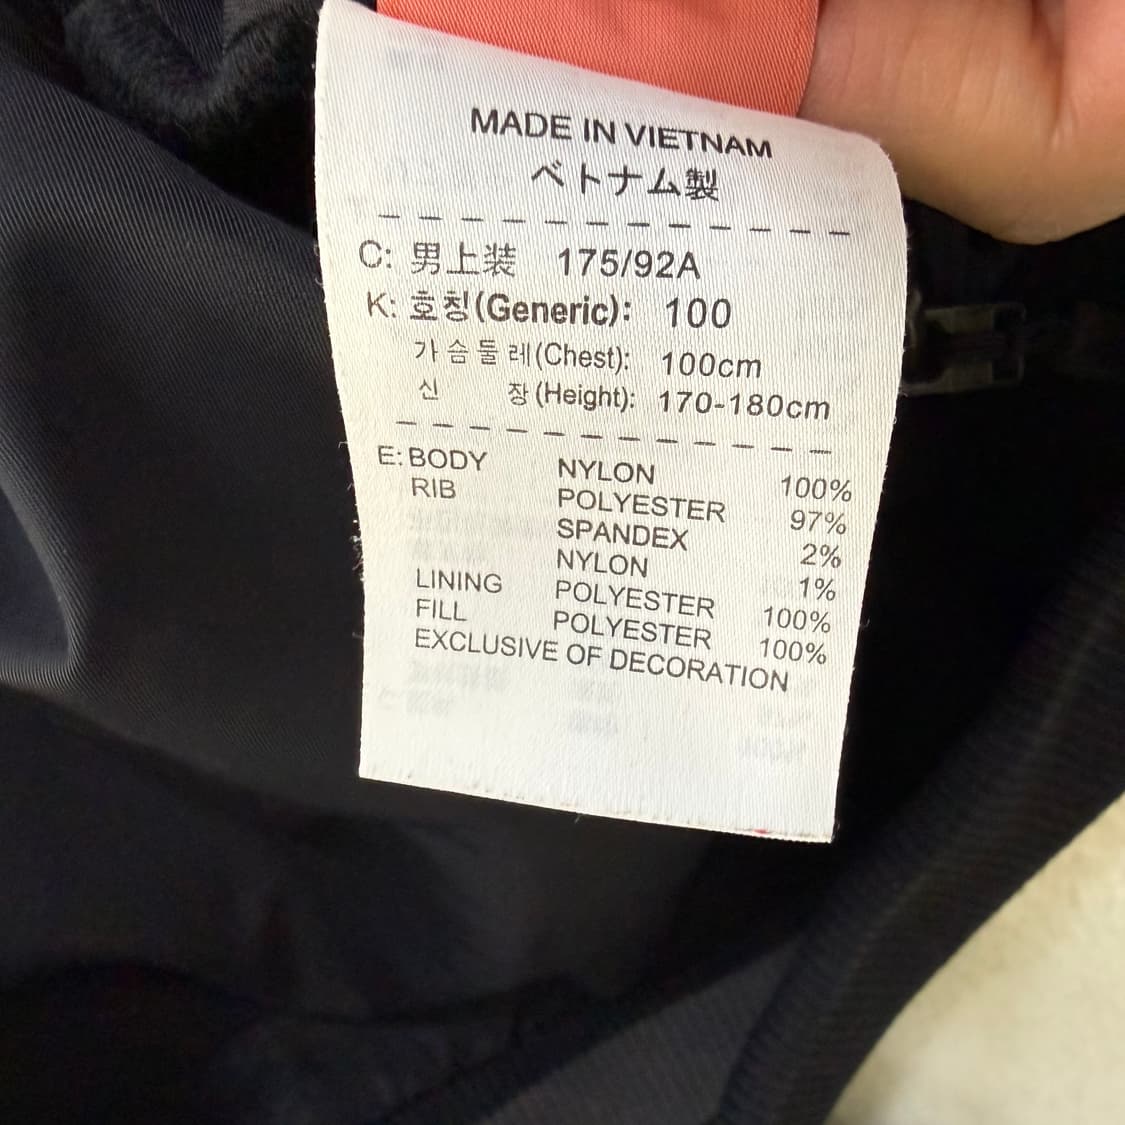 MADE IN VIETNAM
ベトナム製
C: 男上装 175/92A
K: 호칭(Generic): 100
가슴둘레(Chest): 100cm
신 장(Height): 170-180cm
E: BODY NYLON 100%
RIB POLYESTER 97%
SPANDEX 2%
NYLON 1%
LINING POLYESTER 100%
FILL POLYESTER 100%
EXCLUSIVE OF DECORATION